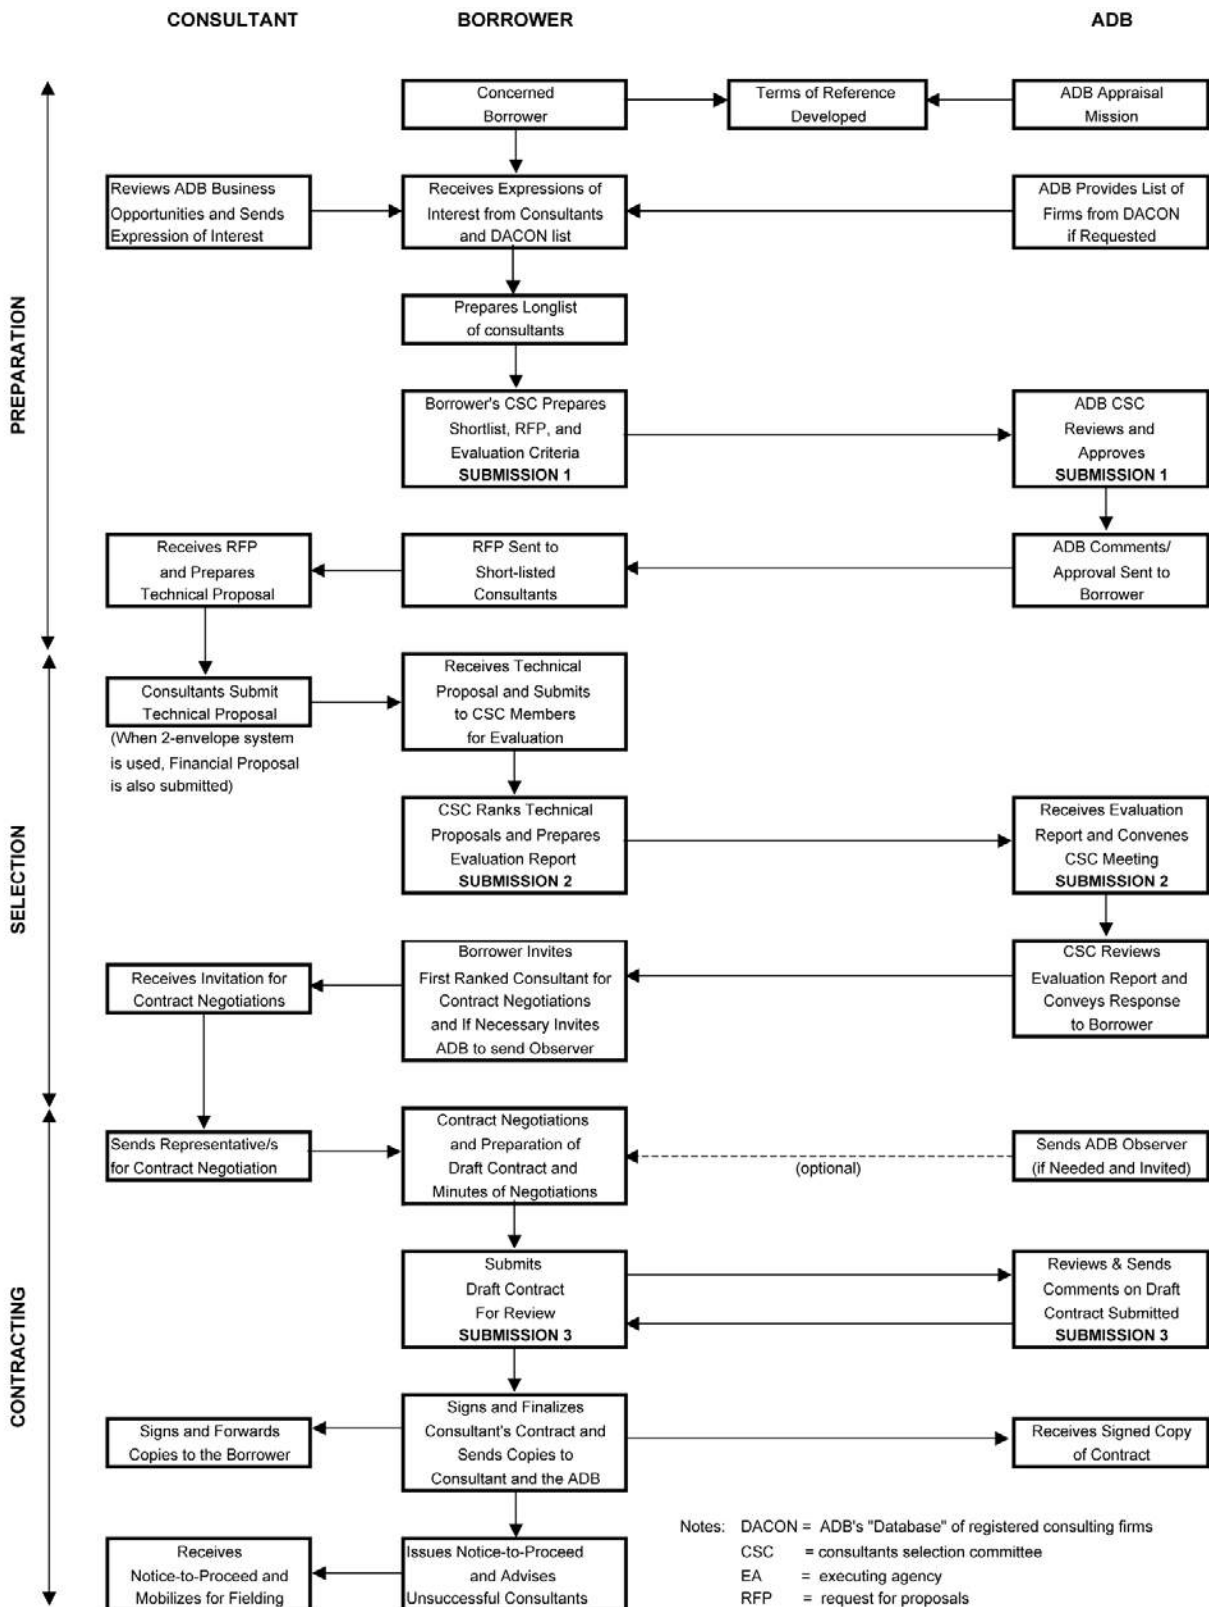 CONSULTANT
BORROWER
ADB
PREPARATION
Concerned
Borrower
Terms of Reference
Developed
ADB Appraisal
Mission
Reviews ADB Business
Opportunities and Sends
Expression of Interest
Receives Expressions of
Interest from Consultants
and DACON list
ADB Provides List of
Firms from DACON
if Requested
Prepares Longlist
of consultants
Borrower's CSC Prepares
Shortlist, RFP, and
Evaluation Criteria
SUBMISSION 1
ADB CSC
Reviews and
Approves
SUBMISSION 1
Receives RFP
and Prepares
Technical Proposal
RFP Sent to
Short-listed
Consultants
ADB Comments/
Approval Sent to
Borrower
SELECTION
Consultants Submit
Technical Proposal
(When 2-envelope system
is used, Financial Proposal
is also submitted)
Receives Technical
Proposal and Submits
to CSC Members
for Evaluation
CSC Ranks Technical
Proposals and Prepares
Evaluation Report
SUBMISSION 2
Receives Evaluation
Report and Convenes
CSC Meeting
SUBMISSION 2
Receives Invitation for
Contract Negotiations
Borrower Invites
First Ranked Consultant for
Contract Negotiations
and If Necessary Invites
ADB to send Observer
CSC Reviews
Evaluation Report and
Conveys Response
to Borrower
CONTRACTING
Sends Representative/s
for Contract Negotiation
Contract Negotiations
and Preparation of
Draft Contract and
Minutes of Negotiations
(optional)
Sends ADB Observer
(if Needed and Invited)
Submits
Draft Contract
For Review
SUBMISSION 3
Reviews & Sends
Comments on Draft
Contract Submitted
SUBMISSION 3
Signs and Forwards
Copies to the Borrower
Signs and Finalizes
Consultant's Contract and
Sends Copies to
Consultant and the ADB
Receives Signed Copy
of Contract
Receives
Notice-to-Proceed and
Mobilizes for Fielding
Issues Notice-to-Proceed
and Advises
Unsuccessful Consultants
Notes: DACON = ADB's "Database" of registered consulting firms
CSC = consultants selection committee
EA = executing agency
RFP = request for proposals